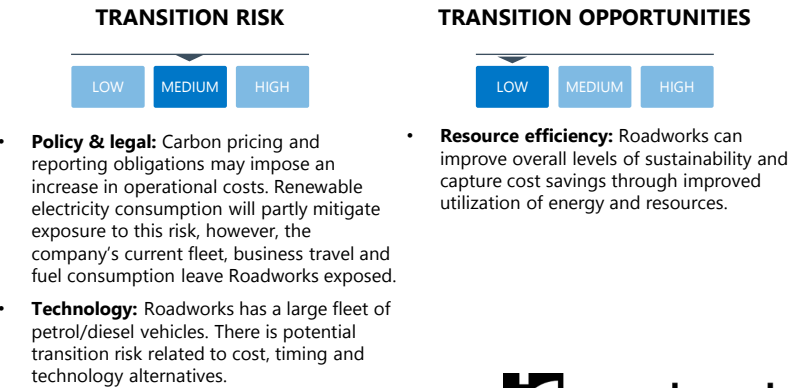 TRANSITION RISK
LOW
MEDIUM
HIGH
• Policy & legal: Carbon pricing and
reporting obligations may impose an
increase in operational costs. Renewable
electricity consumption will partly mitigate
exposure to this risk, however, the
company's current fleet, business travel and
fuel consumption leave Roadworks exposed.
• Technology: Roadworks has a large fleet of
petrol/diesel vehicles. There is potential
transition risk related to cost, timing and
technology alternatives.
TRANSITION OPPORTUNITIES
LOW
MEDIUM
HIGH
• Resource efficiency: Roadworks can
improve overall levels of sustainability and
capture cost savings through improved
utilization of energy and resources.